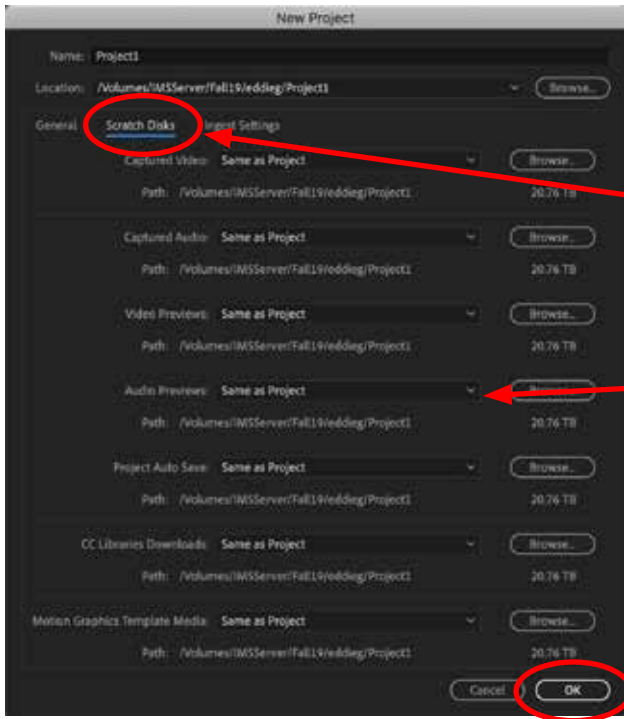 New Project
Name: Project1
Location: /Volumes/IMSServer/Fall19/eddieg/Project1 Browse...
General Scratch Disks Ingest Settings
Captured Video: Same as Project Browse...
Path: /Volumes/IMSServer/Fall19/eddieg/Project1 20.76 TB
Captured Audio: Same as Project Browse...
Path: /Volumes/IMSServer/Fall19/eddieg/Project1 20.76 TB
Video Previews: Same as Project Browse...
Path: /Volumes/IMSServer/Fall19/eddieg/Project1 20.76 TB
Audio Previews: Same as Project Browse...
Path: /Volumes/IMSServer/Fall19/eddieg/Project1 20.76 TB
Project Auto Save: Same as Project Browse...
Path: /Volumes/IMSServer/Fall19/eddieg/Project1 20.76 TB
CC Libraries Downloads: Same as Project Browse...
Path: /Volumes/IMSServer/Fall19/eddieg/Project1 20.76 TB
Motion Graphics Template Media: Same as Project Browse...
Path: /Volumes/IMSServer/Fall19/eddieg/Project1 20.76 TB
Cancel OK